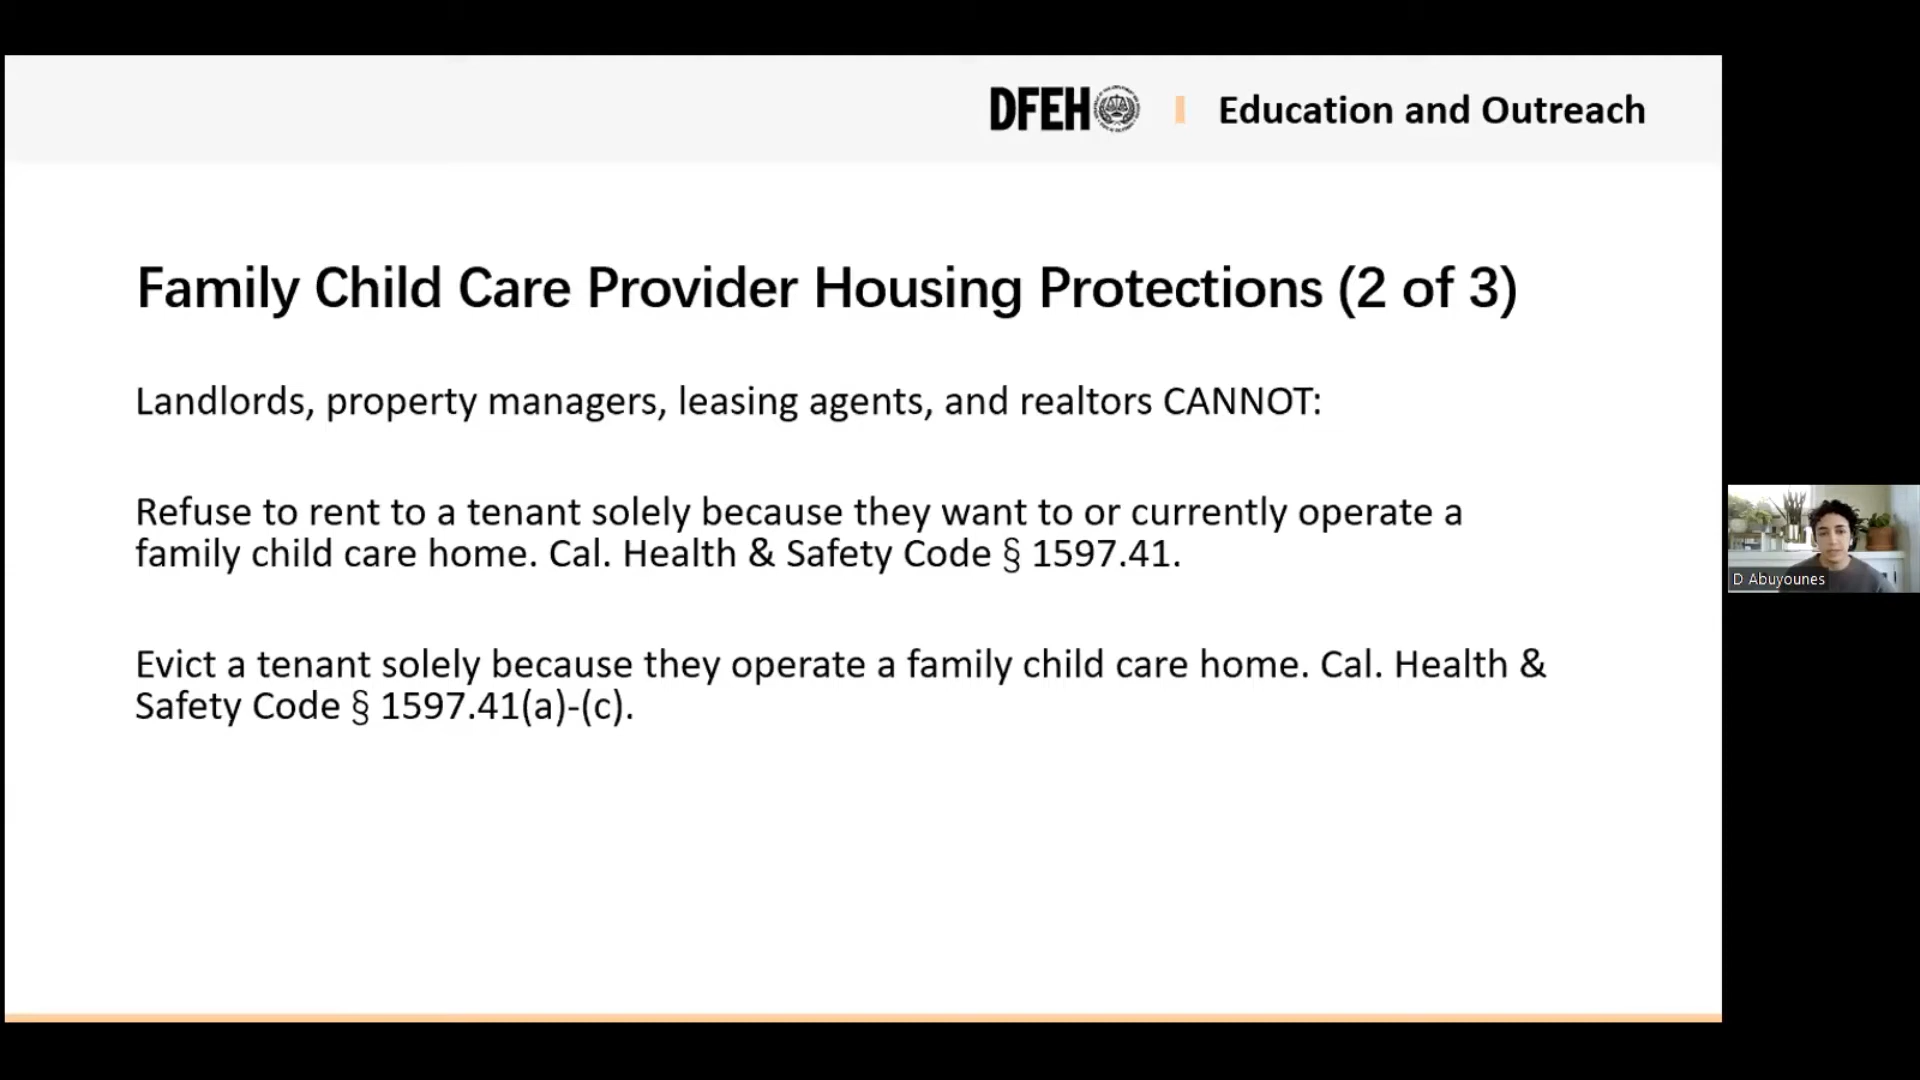 DFEH
Education and Outreach
Family Child Care Provider Housing Protections (2 of 3)
Landlords, property managers, leasing agents, and realtors CANNOT:
Refuse to rent to a tenant solely because they want to or currently operate a
family child care home. Cal. Health & Safety Code § 1597.41.
Evict a tenant solely because they operate a family child care home. Cal. Health &
Safety Code § 1597.41(a)-(c).
D Abuyounes